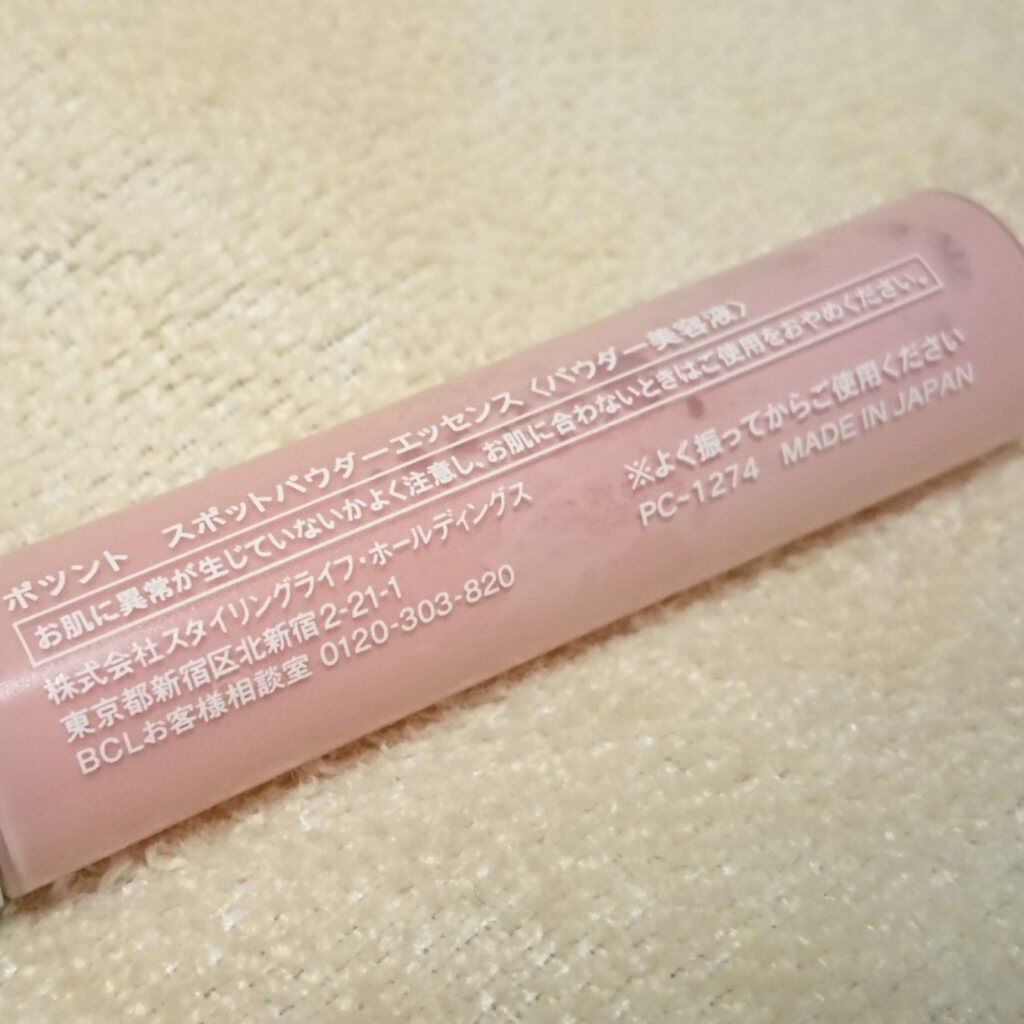 ポツント スポットパウダーエッセンス〈パウダー美容液〉
お肌に異常が生じていないかよく注意し、お肌に合わないときはご使用をおやめください。
株式会社スタイリングライフ・ホールディングス
東京都新宿区北新宿2-21-1
BCLお客様相談室 0120-303-820
※よく振ってからご使用ください
PC-1274 MADE IN JAPAN